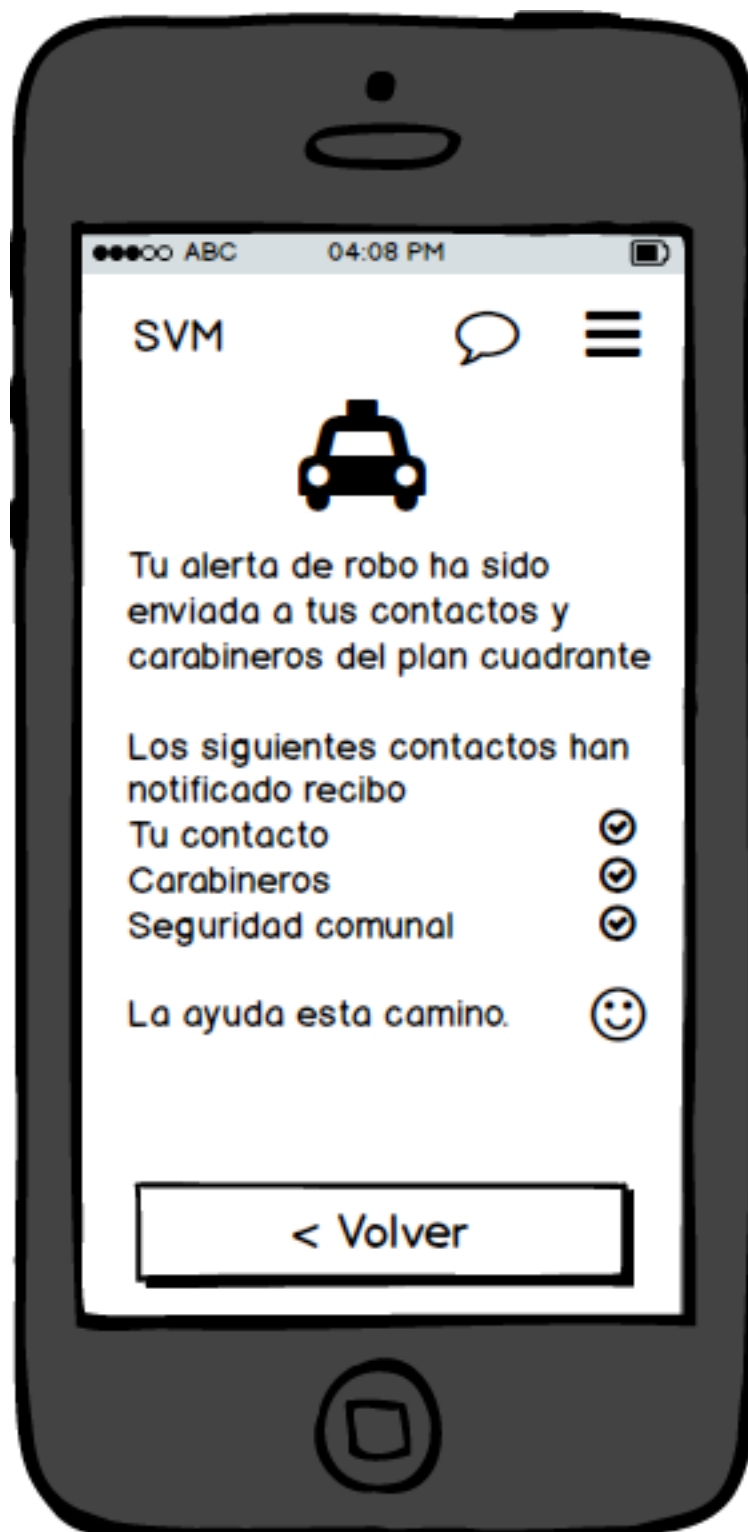 ABC 04:08 PM
SVM
Tu alerta de robo ha sido
enviada a tus contactos y
carabineros del plan cuadrante
Los siguientes contactos han
notificado recibo
Tu contacto
Carabineros
Seguridad comunal
La ayuda esta camino.
< Volver